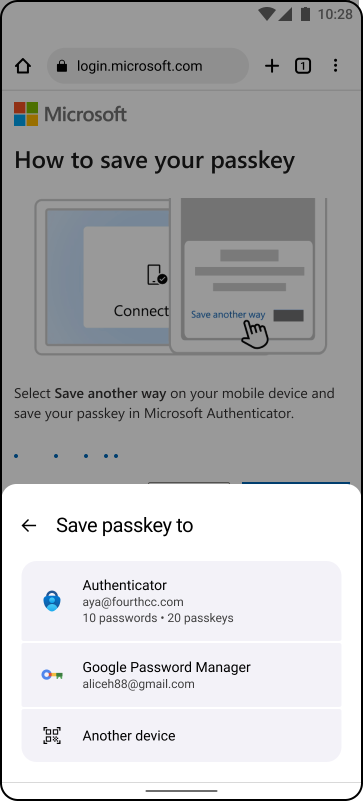 10:28
login.microsoft.com
1
Microsoft
How to save your passkey
Connect
Save another way
Select Save another way on your mobile device and
save your passkey in Microsoft Authenticator.
Save passkey to
Authenticator
aya@fourthcc.com
10 passwords • 20 passkeys
Google Password Manager
aliceh88@gmail.com
Another device